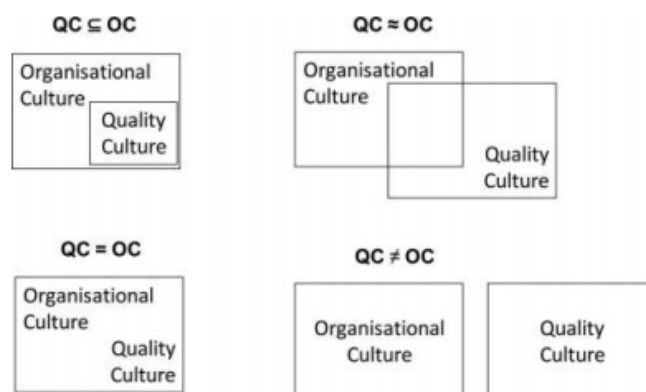 QC ⊆ OC
Organisational
Culture
Quality
Culture
QC ≈ OC
Organisational
Culture
Quality
Culture
QC = OC
Organisational
Culture
Quality
Culture
QC ≠ OC
Organisational
Culture
Quality
Culture